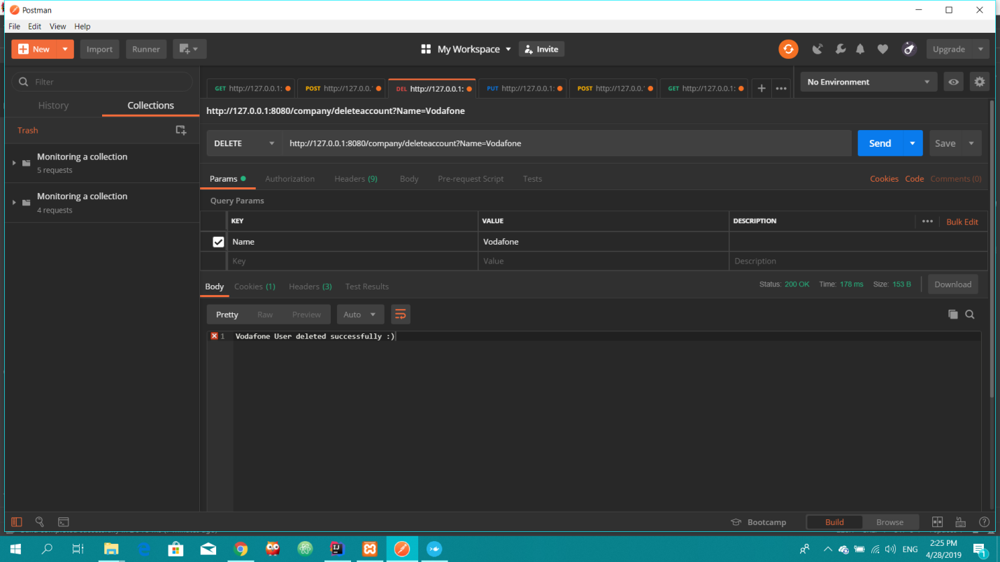 Postman
File Edit View Help
New Import Runner My Workspace Invite Upgrade
Filter
GET http://127.0.0.1: POST http://127.0.0.' DEL http://127.0.0.1: PUT http://127.0.0.1: POST http://127.0.0.' GET http://127.0.0.1: No Environment
History Collections
http://127.0.0.1:8080/company/deleteaccount?Name=Vodafone
Trash
DELETE http://127.0.0.1:8080/company/deleteaccount?Name=Vodafone Send Save
Monitoring a collection
5 requests
Params Authorization Headers (9) Body Pre-request Script Tests Cookies Code Comments (0)
Monitoring a collection
4 requests
Query Params
KEY VALUE DESCRIPTION Bulk Edit
Name Vodafone
Key Value Description
Body Cookies (1) Headers (3) Test Results Status: 200 OK Time: 178 ms Size: 153 B Download
Pretty Raw Preview Auto
1 Vodafone User deleted successfully :)
Bootcamp Build Browse
ENG 2:25 PM
4/28/2019 1